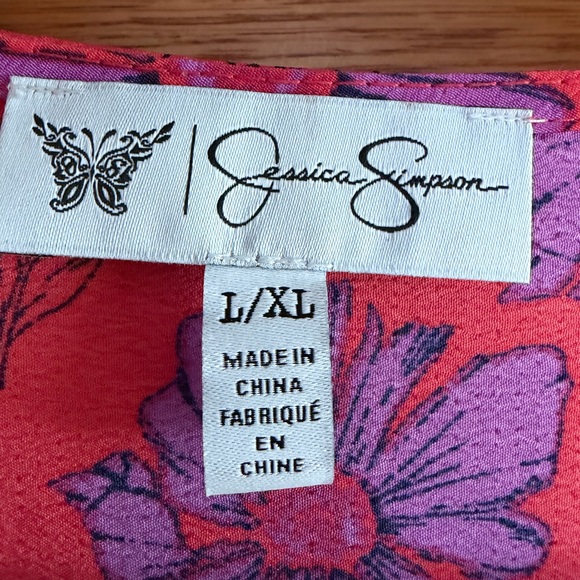 Jessica Simpson
L/XL
MADE IN
CHINA
FABRIQUÉ
EN
CHINE